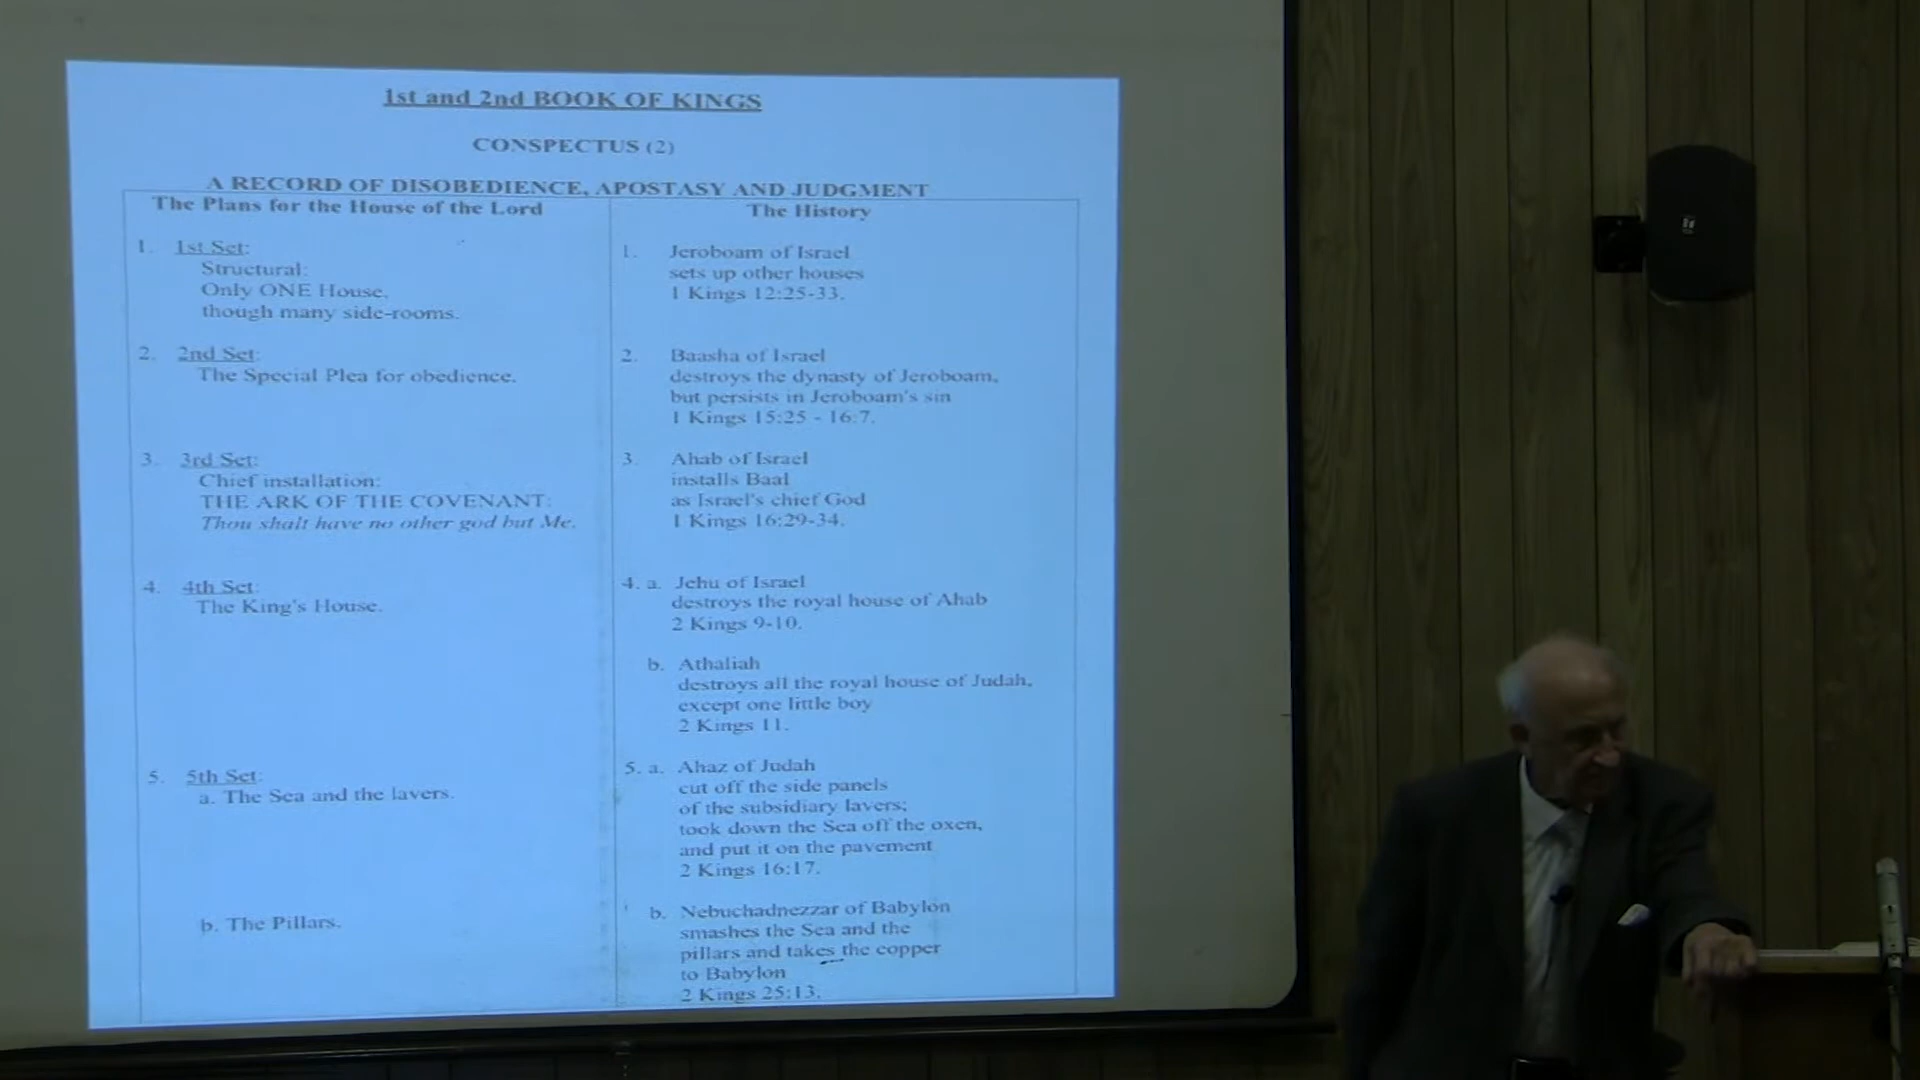 1st and 2nd BOOK OF KINGS
CONSPECTUS (2)
A RECORD OF DISOBEDIENCE, APOSTASY AND JUDGMENT
The Plans for the House of the Lord
1. 1st Set:
Structural:
Only ONE House,
though many side-rooms.
2. 2nd Set:
The Special Plea for obedience.
3. 3rd Set:
Chief installation:
THE ARK OF THE COVENANT:
Thou shalt have no other god but Me.
4. 4th Set:
The King's House.
5. 5th Set:
a. The Sea and the lavers.
b. The Pillars.
The History
1. Jeroboam of Israel
sets up other houses
1 Kings 12:25-33.
2. Baasha of Israel
destroys the dynasty of Jeroboam,
but persists in Jeroboam's sin
1 Kings 15:25 - 16:7.
3. Ahab of Israel
installs Baal
as Israel's chief God
1 Kings 16:29-34.
4. a. Jehu of Israel
destroys the royal house of Ahab
2 Kings 9-10.
b. Athaliah
destroys all the royal house of Judah,
except one little boy
2 Kings 11.
5. a. Ahaz of Judah
cut off the side panels
of the subsidiary lavers;
took down the Sea off the oxen,
and put it on the pavement
2 Kings 16:17.
b. Nebuchadnezzar of Babylon
smashes the Sea and the
pillars and takes the copper
to Babylon
2 Kings 25:13.